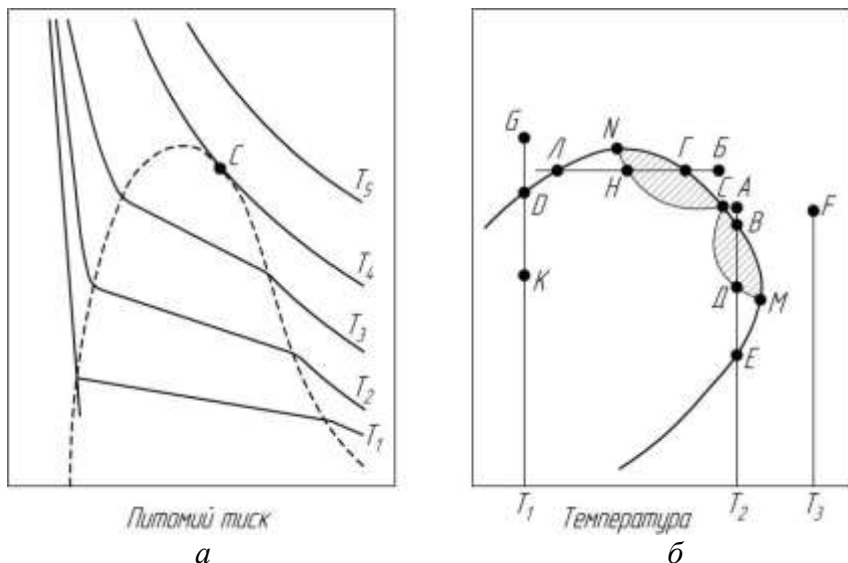 C
T₅
T₄
T₃
T₂
T₁
Питомий тиск
а
G
Л
N
Г
Б
D
Н
С
А
В
F
K
Д
М
Е
T₁
Температура
T₂
T₃
б